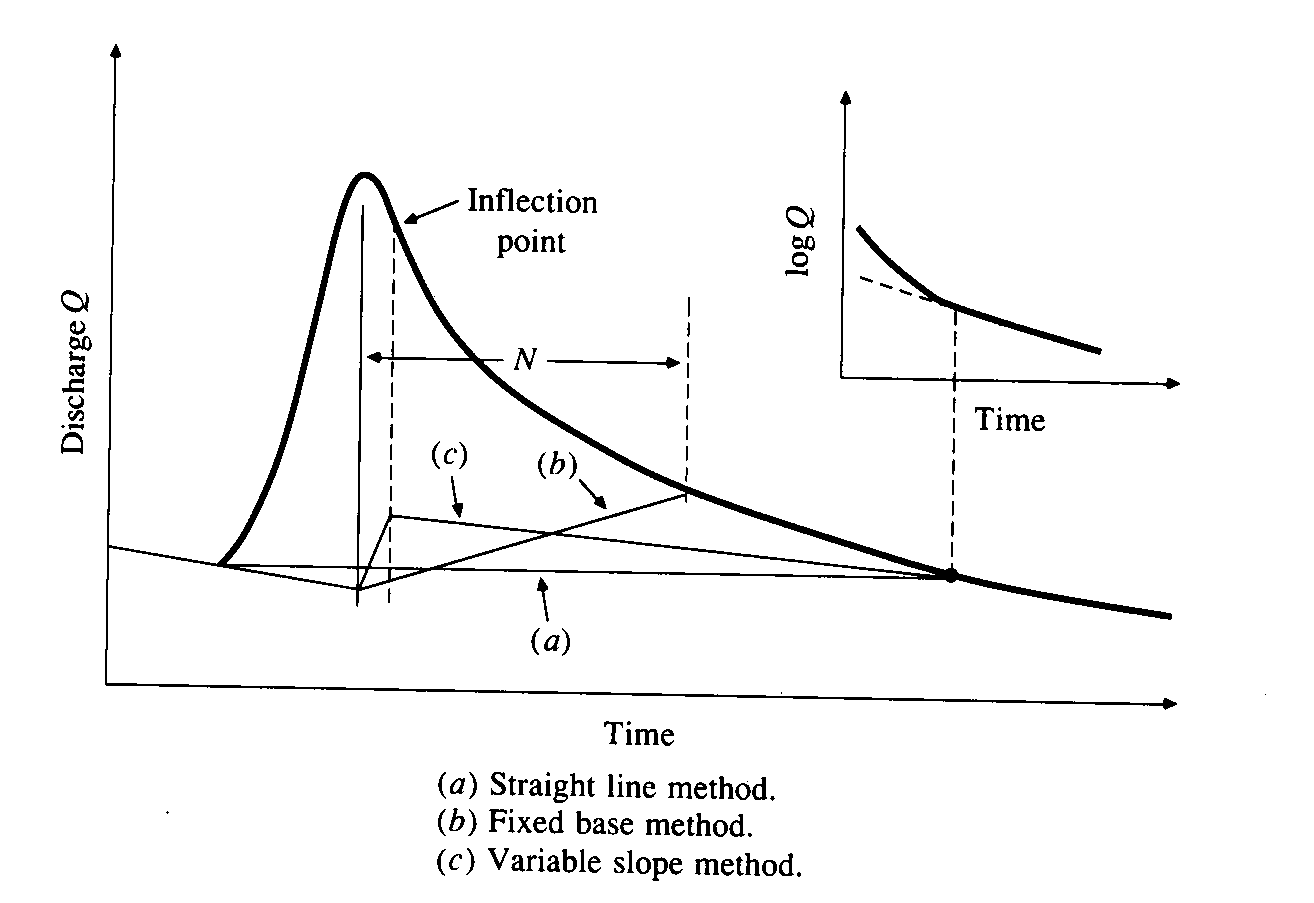 Inflection
point
log Q
Discharge Q
N
Time
(c)
(b)
(a)
Time
(a) Straight line method.
(b) Fixed base method.
(c) Variable slope method.